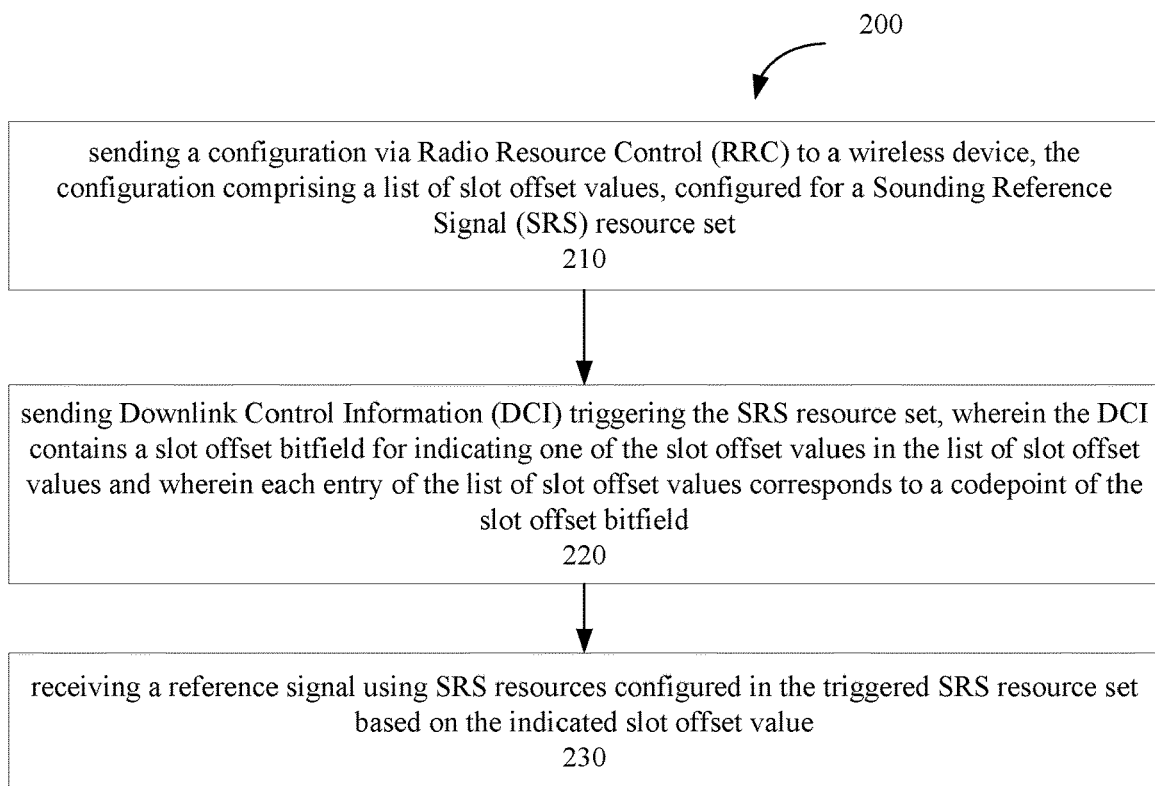 200
sending a configuration via Radio Resource Control (RRC) to a wireless device, the
configuration comprising a list of slot offset values, configured for a Sounding Reference
Signal (SRS) resource set
210
sending Downlink Control Information (DCI) triggering the SRS resource set, wherein the DCI
contains a slot offset bitfield for indicating one of the slot offset values in the list of slot offset
values and wherein each entry of the list of slot offset values corresponds to a codepoint of the
slot offset bitfield
220
receiving a reference signal using SRS resources configured in the triggered SRS resource set
based on the indicated slot offset value
230